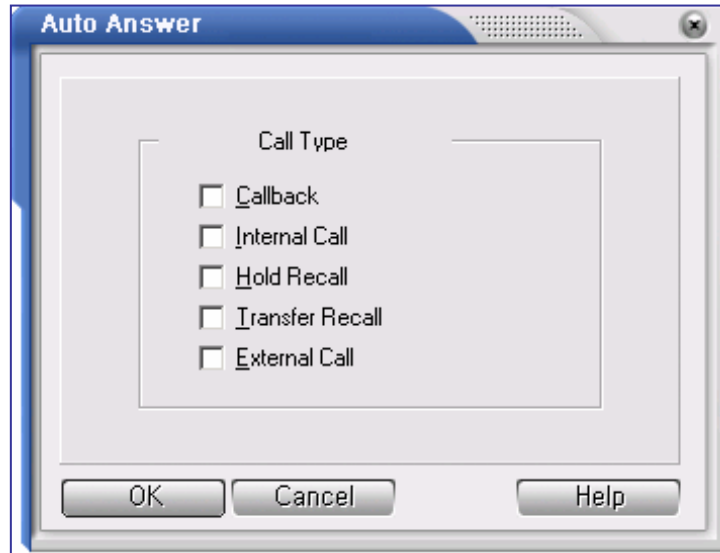 Auto Answer
Call Type
Callback
Internal Call
Hold Recall
Transfer Recall
External Call
OK Cancel Help